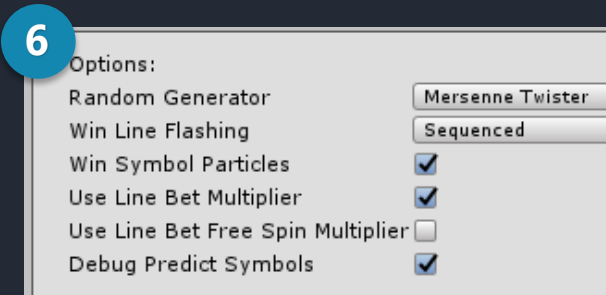 6
Options:
Random Generator Mersenne Twister
Win Line Flashing Sequenced
Win Symbol Particles
Use Line Bet Multiplier
Use Line Bet Free Spin Multiplier
Debug Predict Symbols